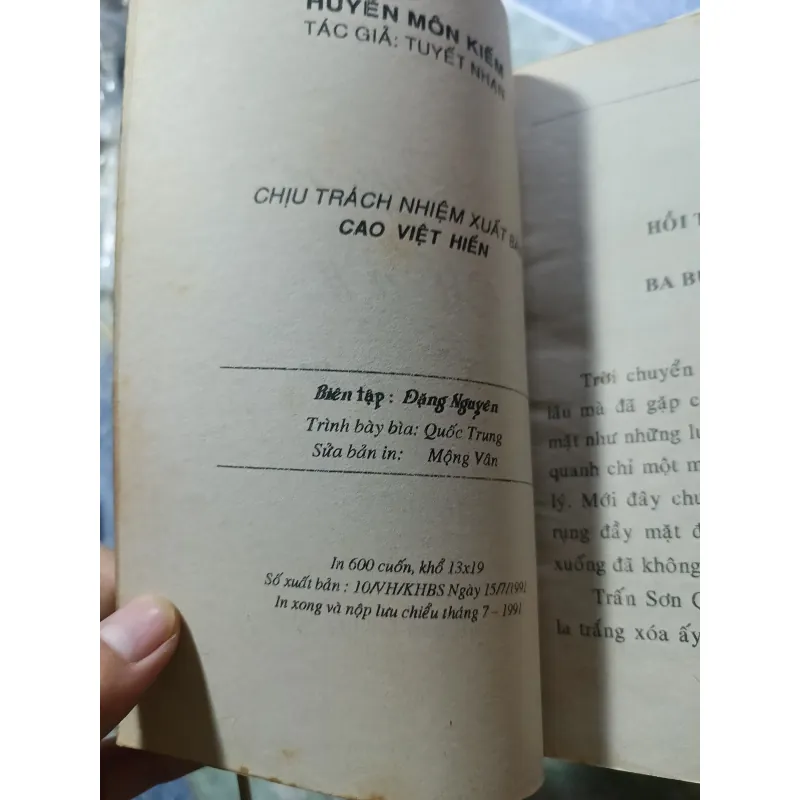 HUYỀN MÔN KIẾM
TÁC GIẢ: TUYẾT NHẠN
CHỊU TRÁCH NHIỆM XUẤT BẢ
CAO VIỆT HIỂN
Biên tập : Đặng Nguyên
Trình bày bìa: Quốc Trung
Sửa bản in: Mộng Vân
In 600 cuốn, khổ 13x19
Số xuất bản : 10/VH/KHBS Ngày 15/7/1991
In xong và nộp lưu chiểu tháng 7 – 1991
HỒI
BA
Trời chuyển
lâu mà đã gặp
mặt như những
quanh chỉ một
lý. Mới đây
rụng đầy mặt
xuống đã không
Trấn Sơn
la trắng xóa ấy